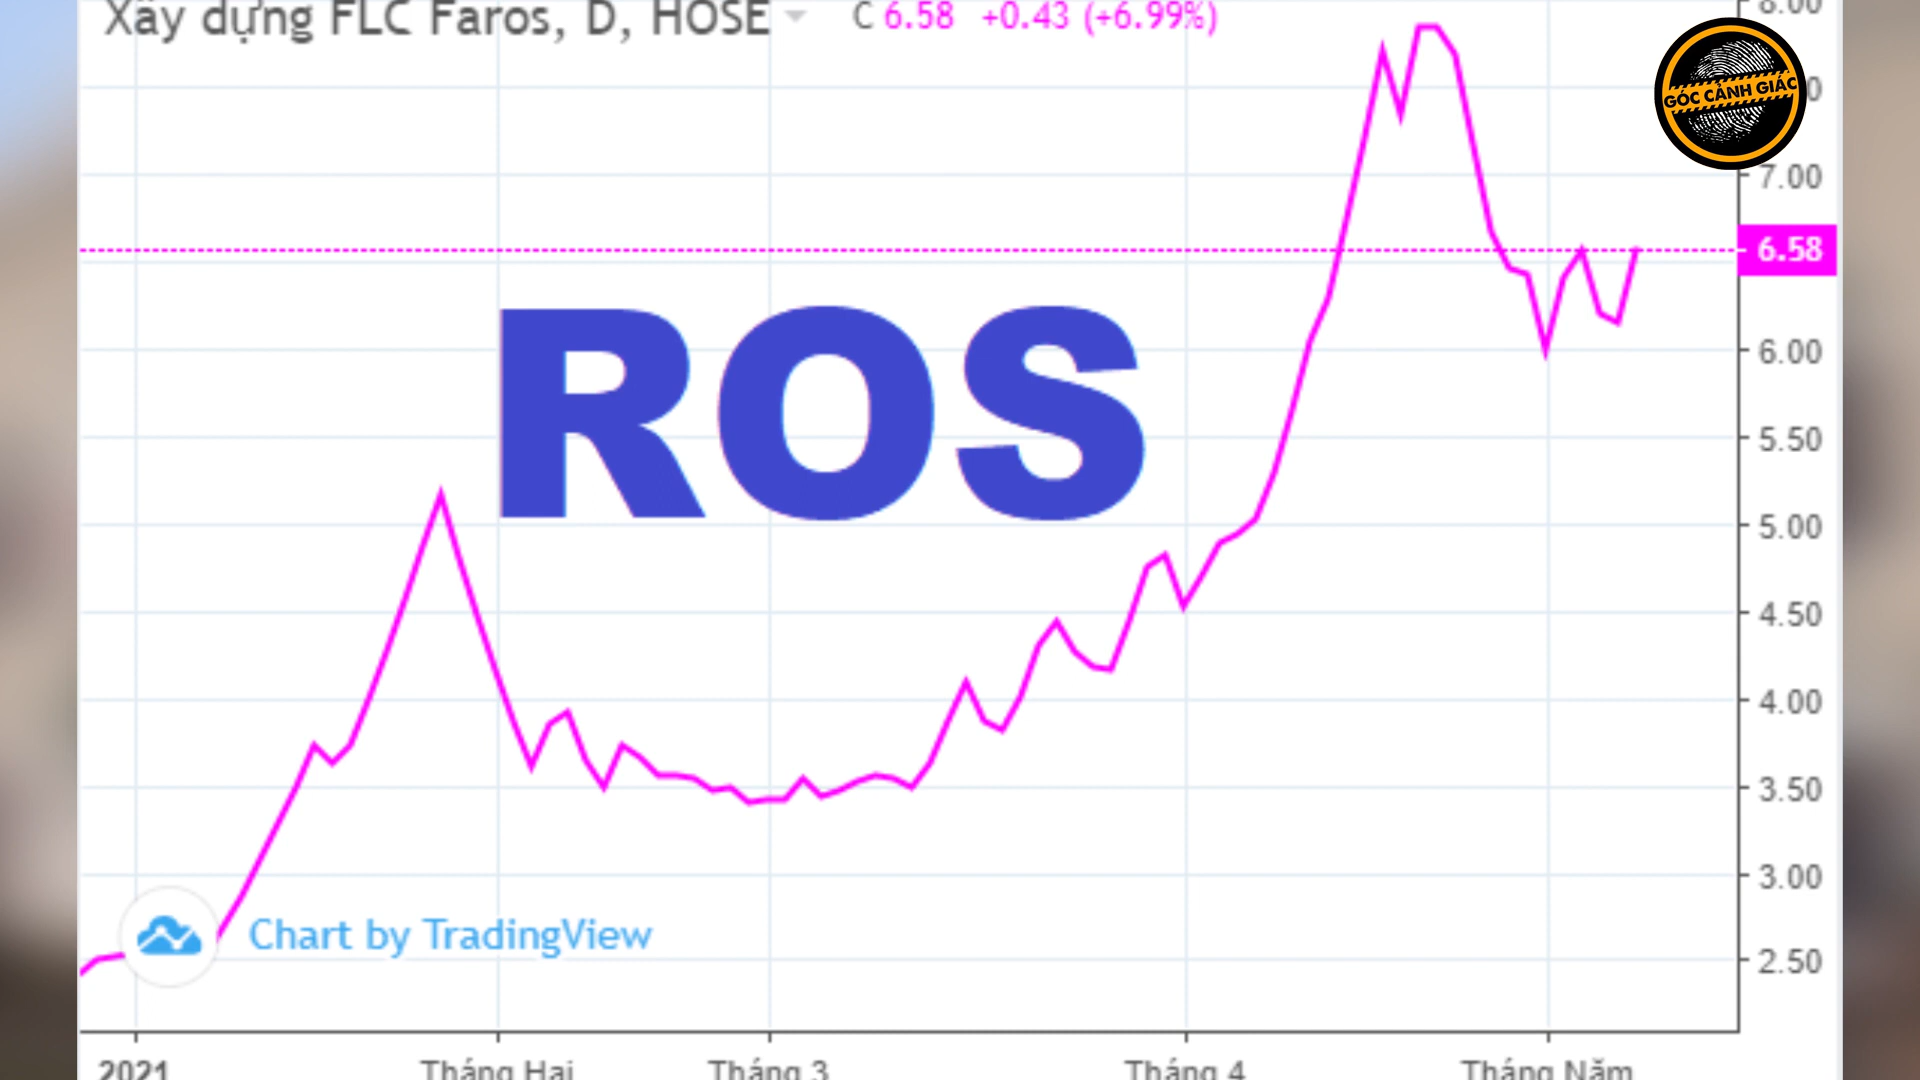 Xây dựng FLC Faros, D, HOSE C 6.58 +0.43 (+6.99%)
8.00
GÓC CẢNH GIÁC
7.00
6.58
ROS
6.00
5.50
5.00
4.50
4.00
3.50
3.00
Chart by TradingView
2.50
2021 Tháng Hai Tháng 3 Tháng 4 Tháng Năm